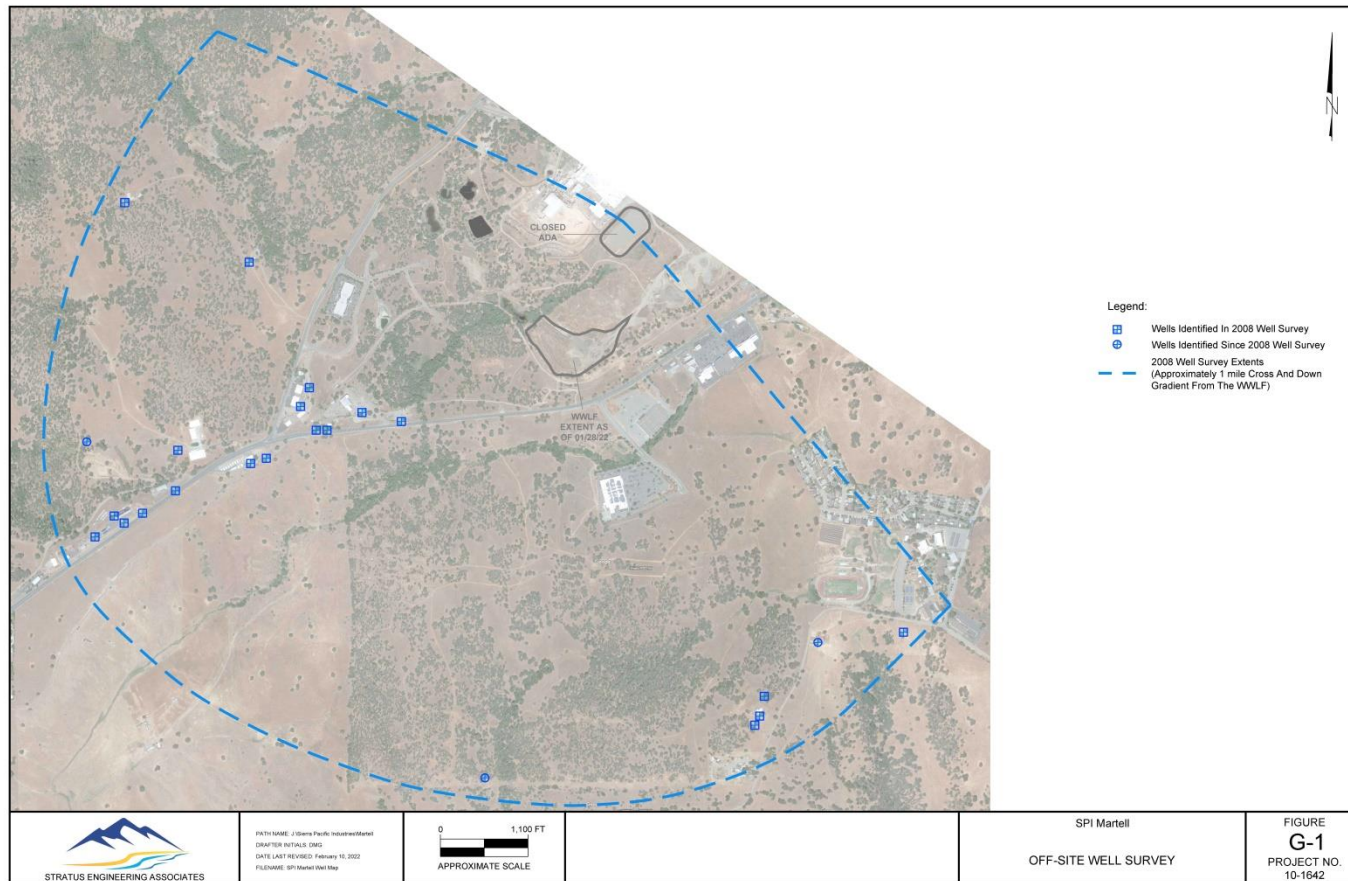 N
CLOSED
ADA
WWLF
EXTENT AS
OF 01/28/22
Legend:
Wells Identified In 2008 Well Survey
Wells Identified Since 2008 Well Survey
2008 Well Survey Extents
(Approximately 1 mile Cross And Down
Gradient From The WWLF)
STRATUS ENGINEERING ASSOCIATES
PATH NAME: J:\Sierra Pacific Industries\Martell
DRAFTER INITIALS: DMG
DATE LAST REVISED: February 10, 2022
FILENAME: SPI Martell Well Map
0 1,100 FT
APPROXIMATE SCALE
SPI Martell
OFF-SITE WELL SURVEY
FIGURE
G-1
PROJECT NO.
10-1642